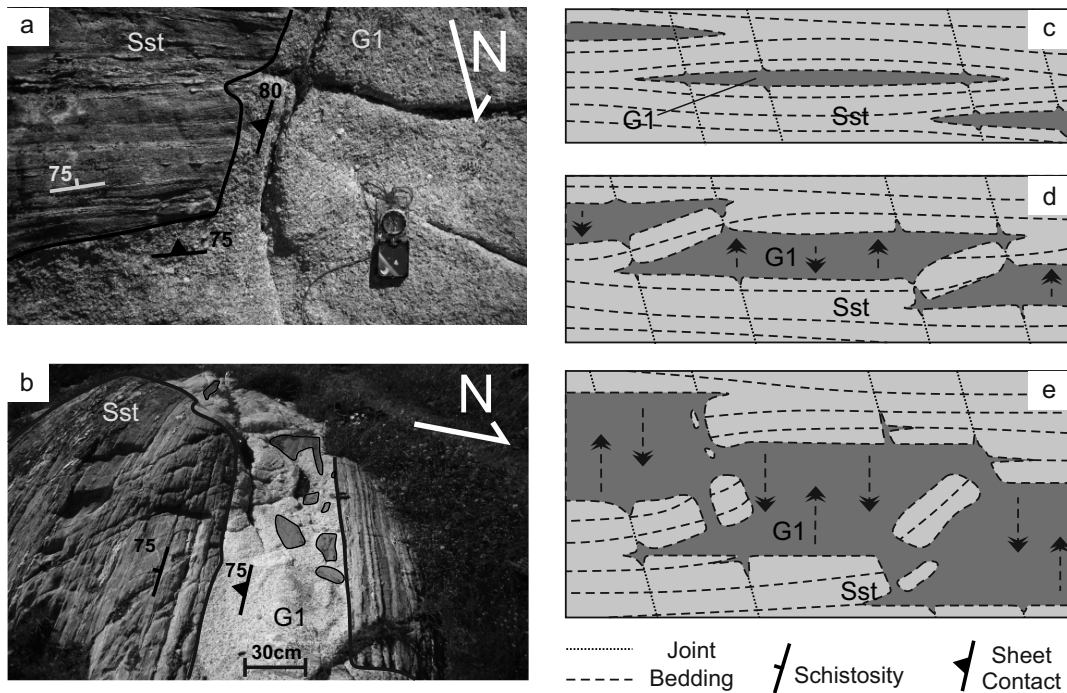 a
Sst
G1
N
80
75
75
b
Sst
N
75
75
G1
30cm
c
G1
Sst
d
G1
Sst
e
G1
Sst
Joint
Bedding
Schistosity
Sheet
Contact